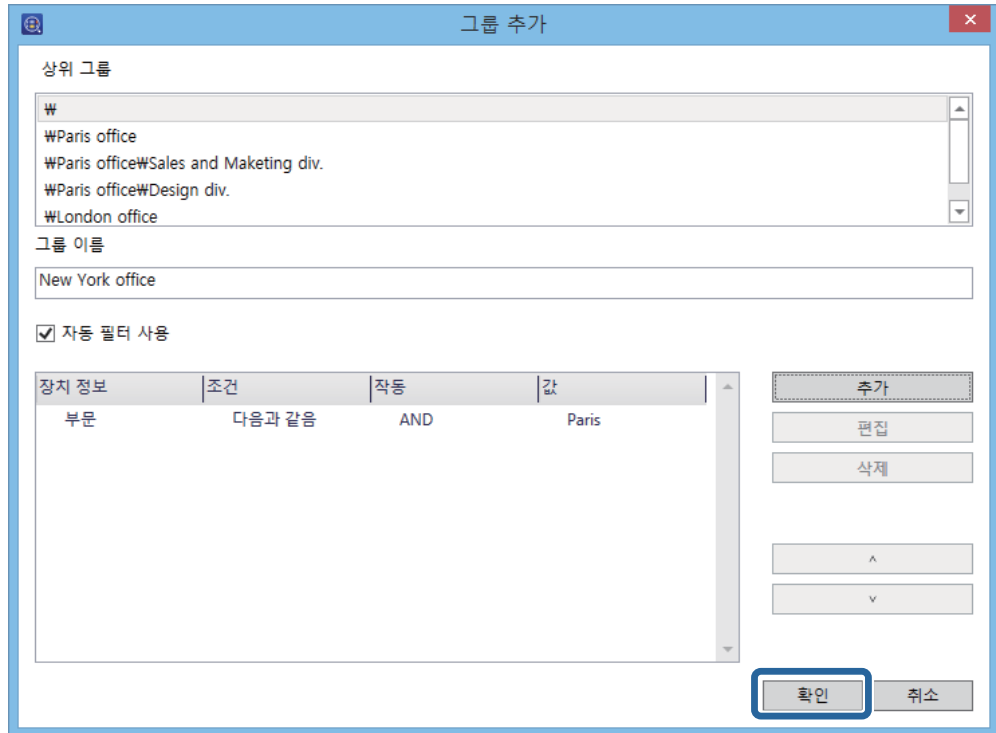 그룹 추가
상위 그룹
₩
₩Paris office
₩Paris office₩Sales and Maketing div.
₩Paris office₩Design div.
₩London office
그룹 이름
New York office
자동 필터 사용
장치 정보 조건 작동 값
부문 다음과 같음 AND Paris
추가
편집
삭제
^
v
확인 취소